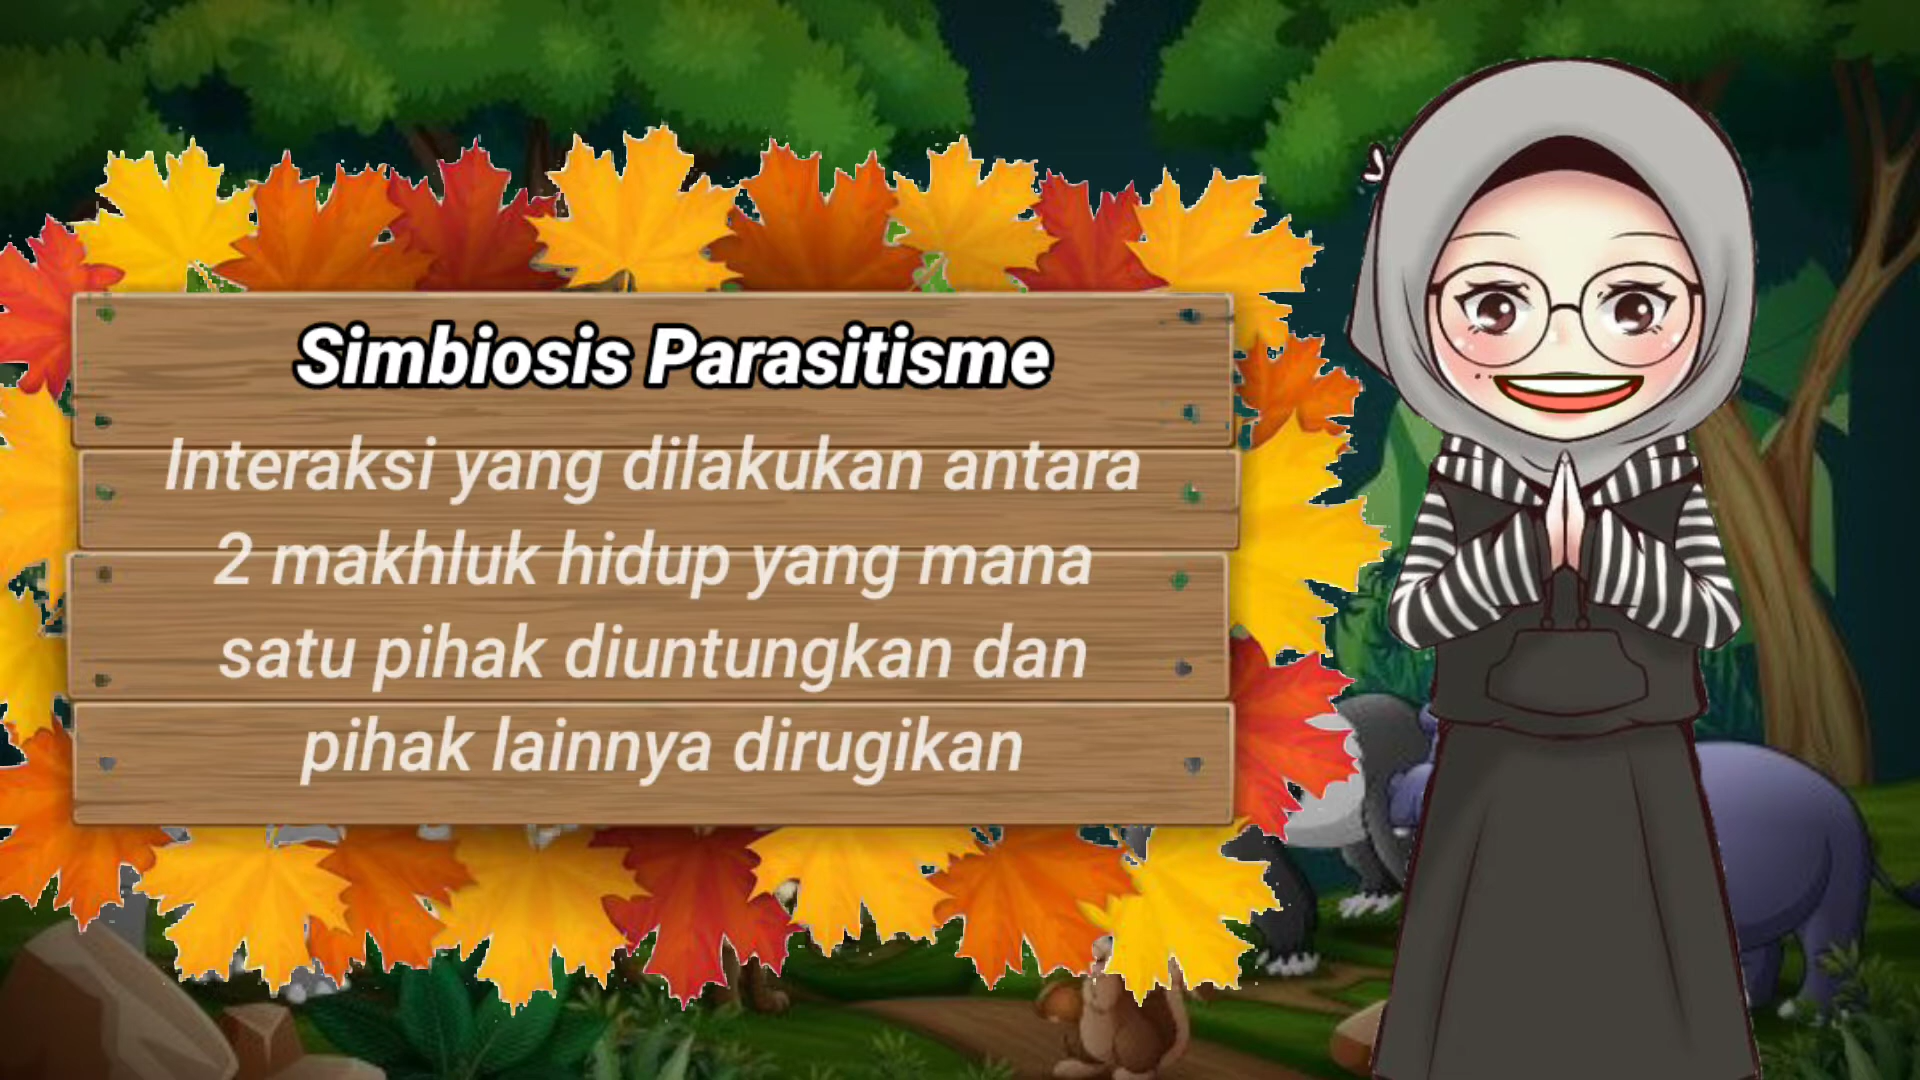 Simbiosis Parasitisme
Interaksi yang dilakukan antara
2 makhluk hidup yang mana
satu pihak diuntungkan dan
pihak lainnya dirugikan